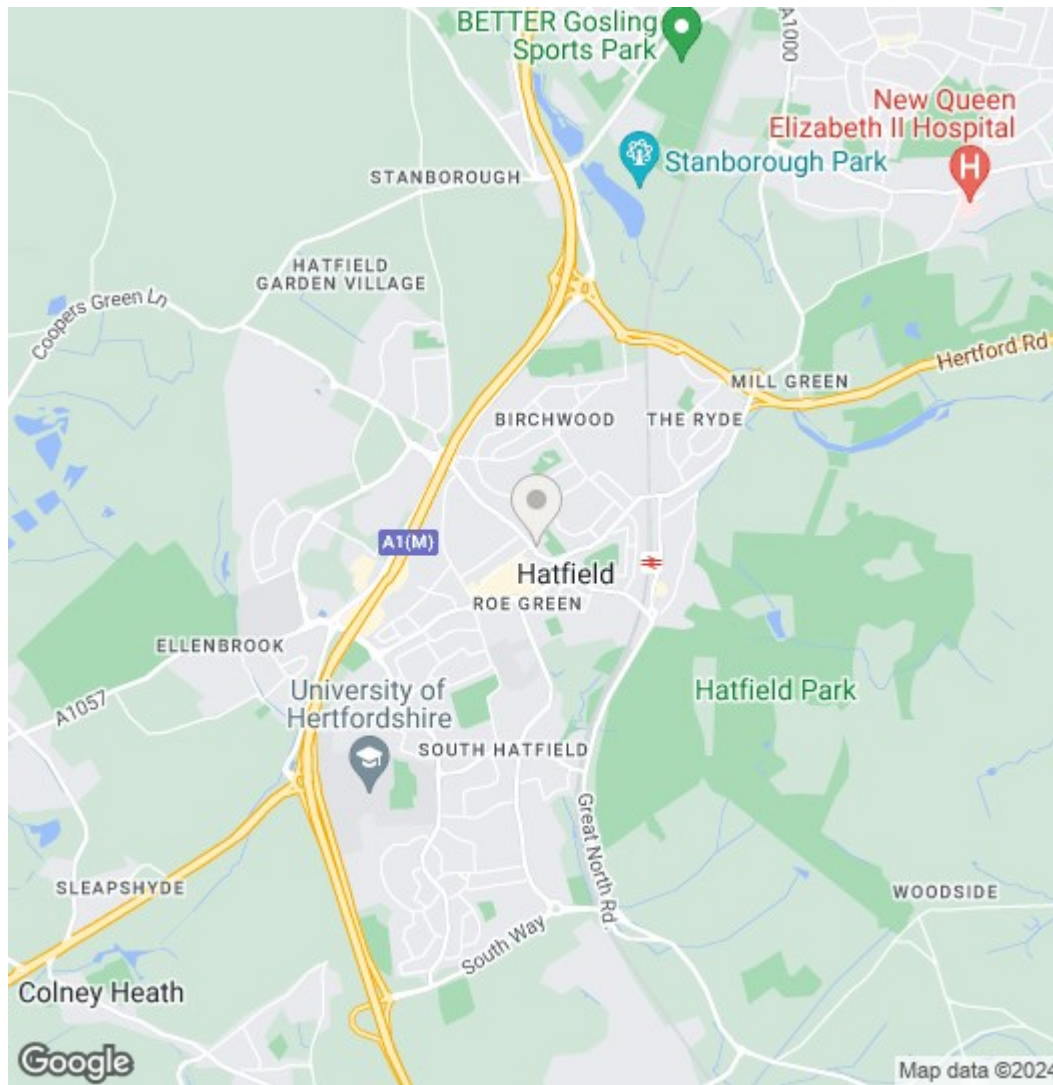 BETTER Gosling
Sports Park
A1000
New Queen
Elizabeth II Hospital
H
Stanborough Park
STANBOROUGH
HATFIELD
GARDEN VILLAGE
Coopers Green Ln
Hertford Rd
MILL GREEN
BIRCHWOOD
THE RYDE
A1(M)
Hatfield
ROE GREEN
ELLENBROOK
A1057
University of
Hertfordshire
Hatfield Park
SOUTH HATFIELD
Great North Rd.
SLEAPSHYDE
WOODSIDE
South Way
Colney Heath
Google
Map data ©2024